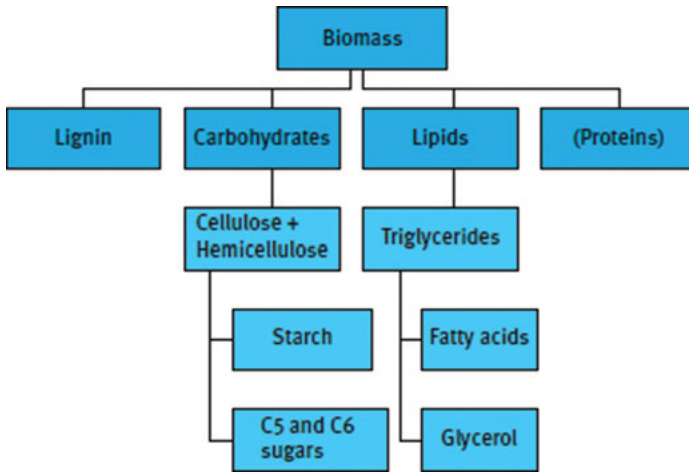 Biomass
Lignin
Carbohydrates
Lipids
(Proteins)
Cellulose +
Hemicellulose
Triglycerides
Starch
Fatty acids
C5 and C6
sugars
Glycerol